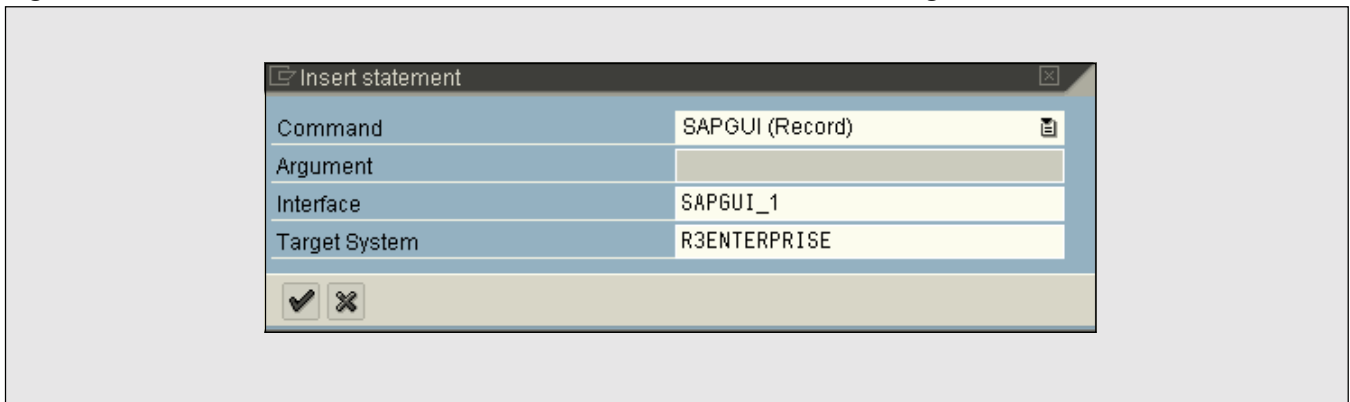 Insert statement
Command SAPGUI (Record)
Argument
Interface SAPGUI_1
Target System R3ENTERPRISE